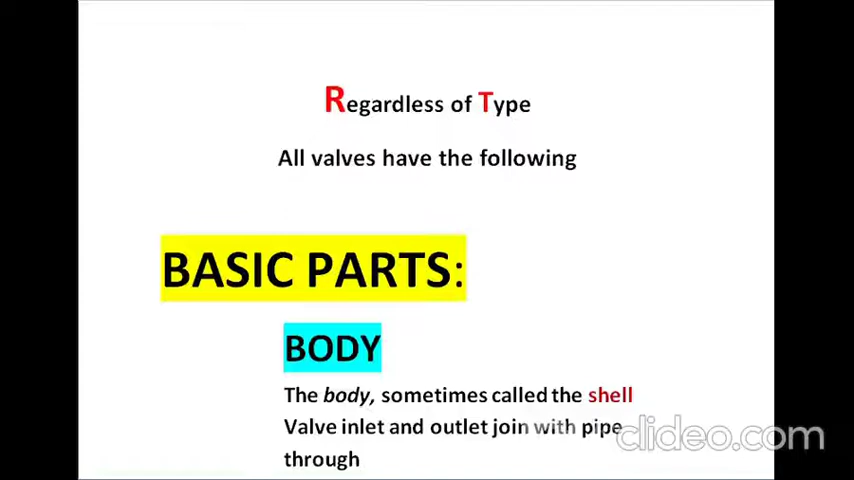 Regardless of Type
All valves have the following
BASIC PARTS:
BODY
The body, sometimes called the shell
Valve inlet and outlet join with pipe
through
clideo.com